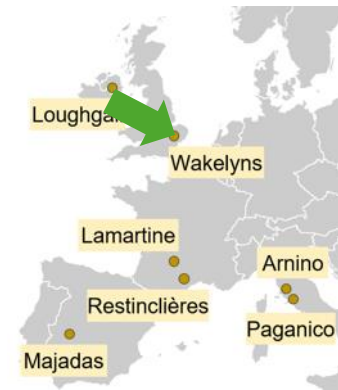 Wakelyns
Lamartine
Arnino
Restinclières
Paganico
Majadas